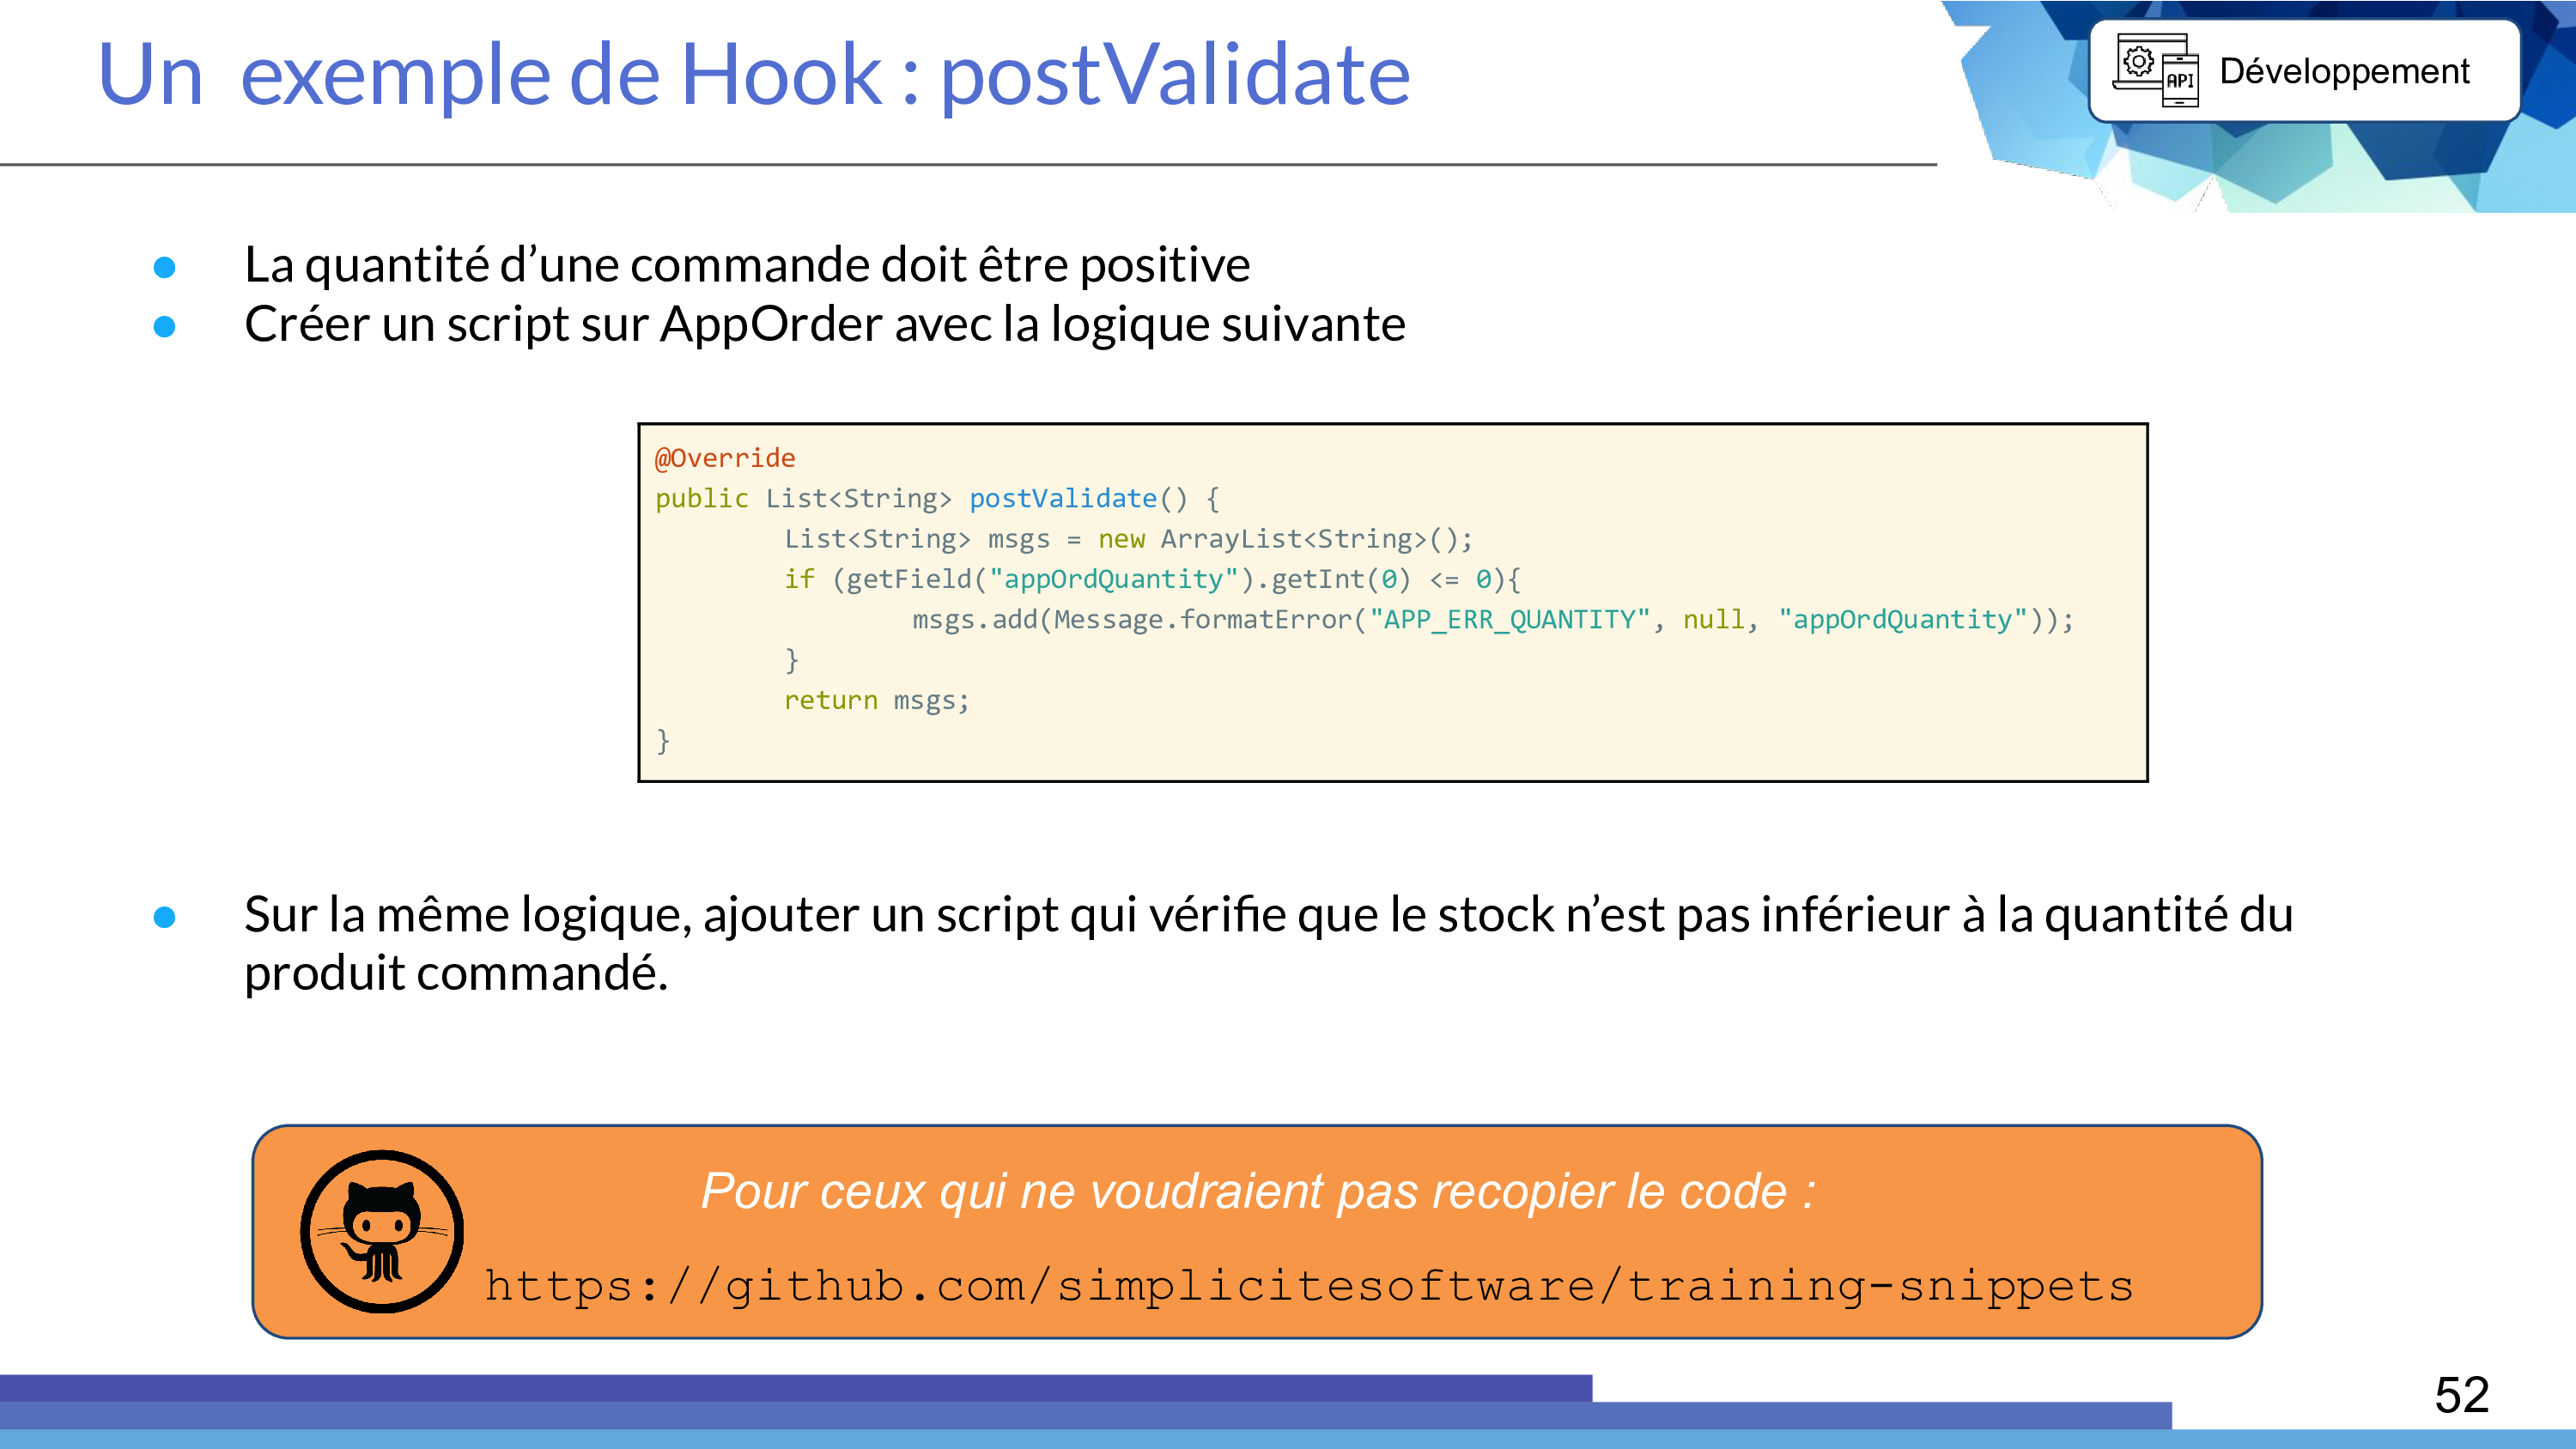 Un exemple de Hook : postValidate
API
Développement
● La quantité d’une commande doit être positive
● Créer un script sur AppOrder avec la logique suivante
@Override
public List<String> postValidate() {
List<String> msgs = new ArrayList<String>();
if (getField("appOrdQuantity").getInt(0) <= 0){
msgs.add(Message.formatError("APP_ERR_QUANTITY", null, "appOrdQuantity"));
}
return msgs;
}
● Sur la même logique, ajouter un script qui vérifie que le stock n’est pas inférieur à la quantité du
produit commandé.
Pour ceux qui ne voudraient pas recopier le code :
https://github.com/simplicitesoftware/training-snippets
52